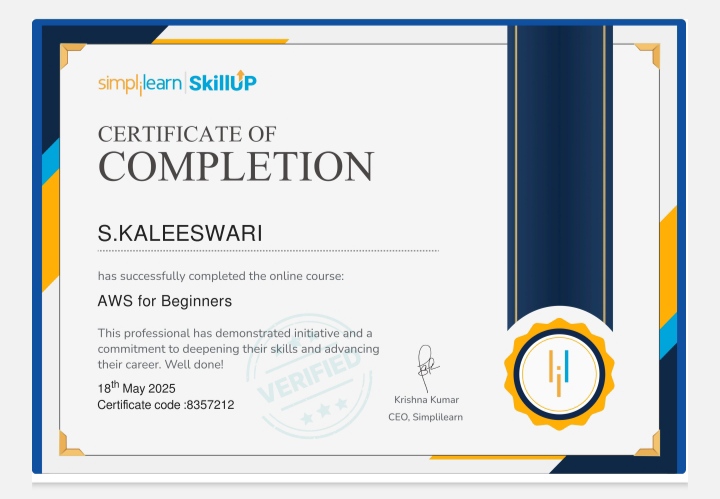 simplilearn | SkillUP
CERTIFICATE OF
COMPLETION
S.KALEESWARI
has successfully completed the online course:
AWS for Beginners
This professional has demonstrated initiative and a
commitment to deepening their skills and advancing
their career. Well done!
VERIFIED
18th May 2025
Certificate code :8357212
Krishna Kumar
CEO, Simplilearn